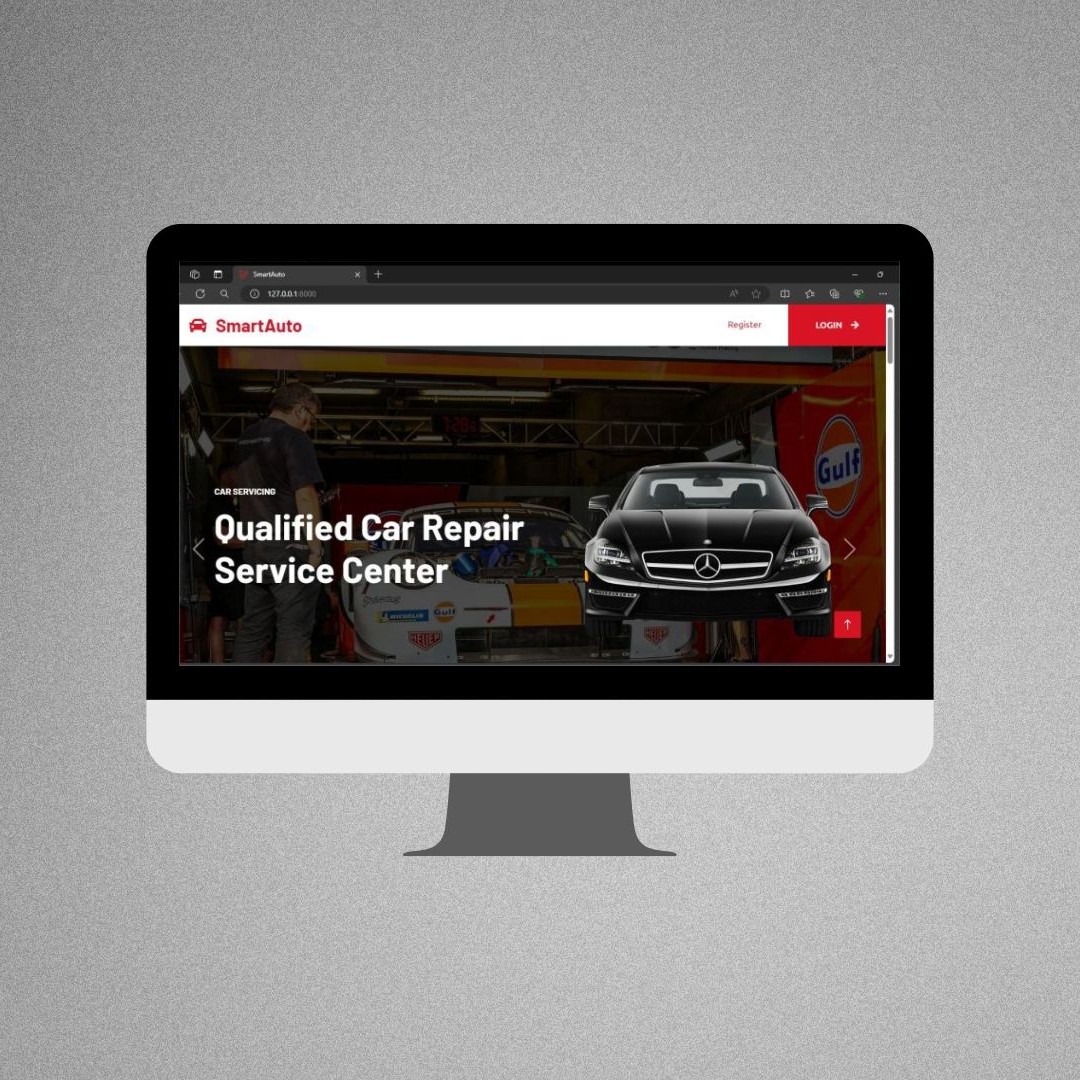 SmartAuto
127.0.0.1:8000
SmartAuto
Register
LOGIN
Gulf
CAR SERVICING
Qualified Car Repair
Service Center
MICHELIN
Gulf
HEUER
HEUER